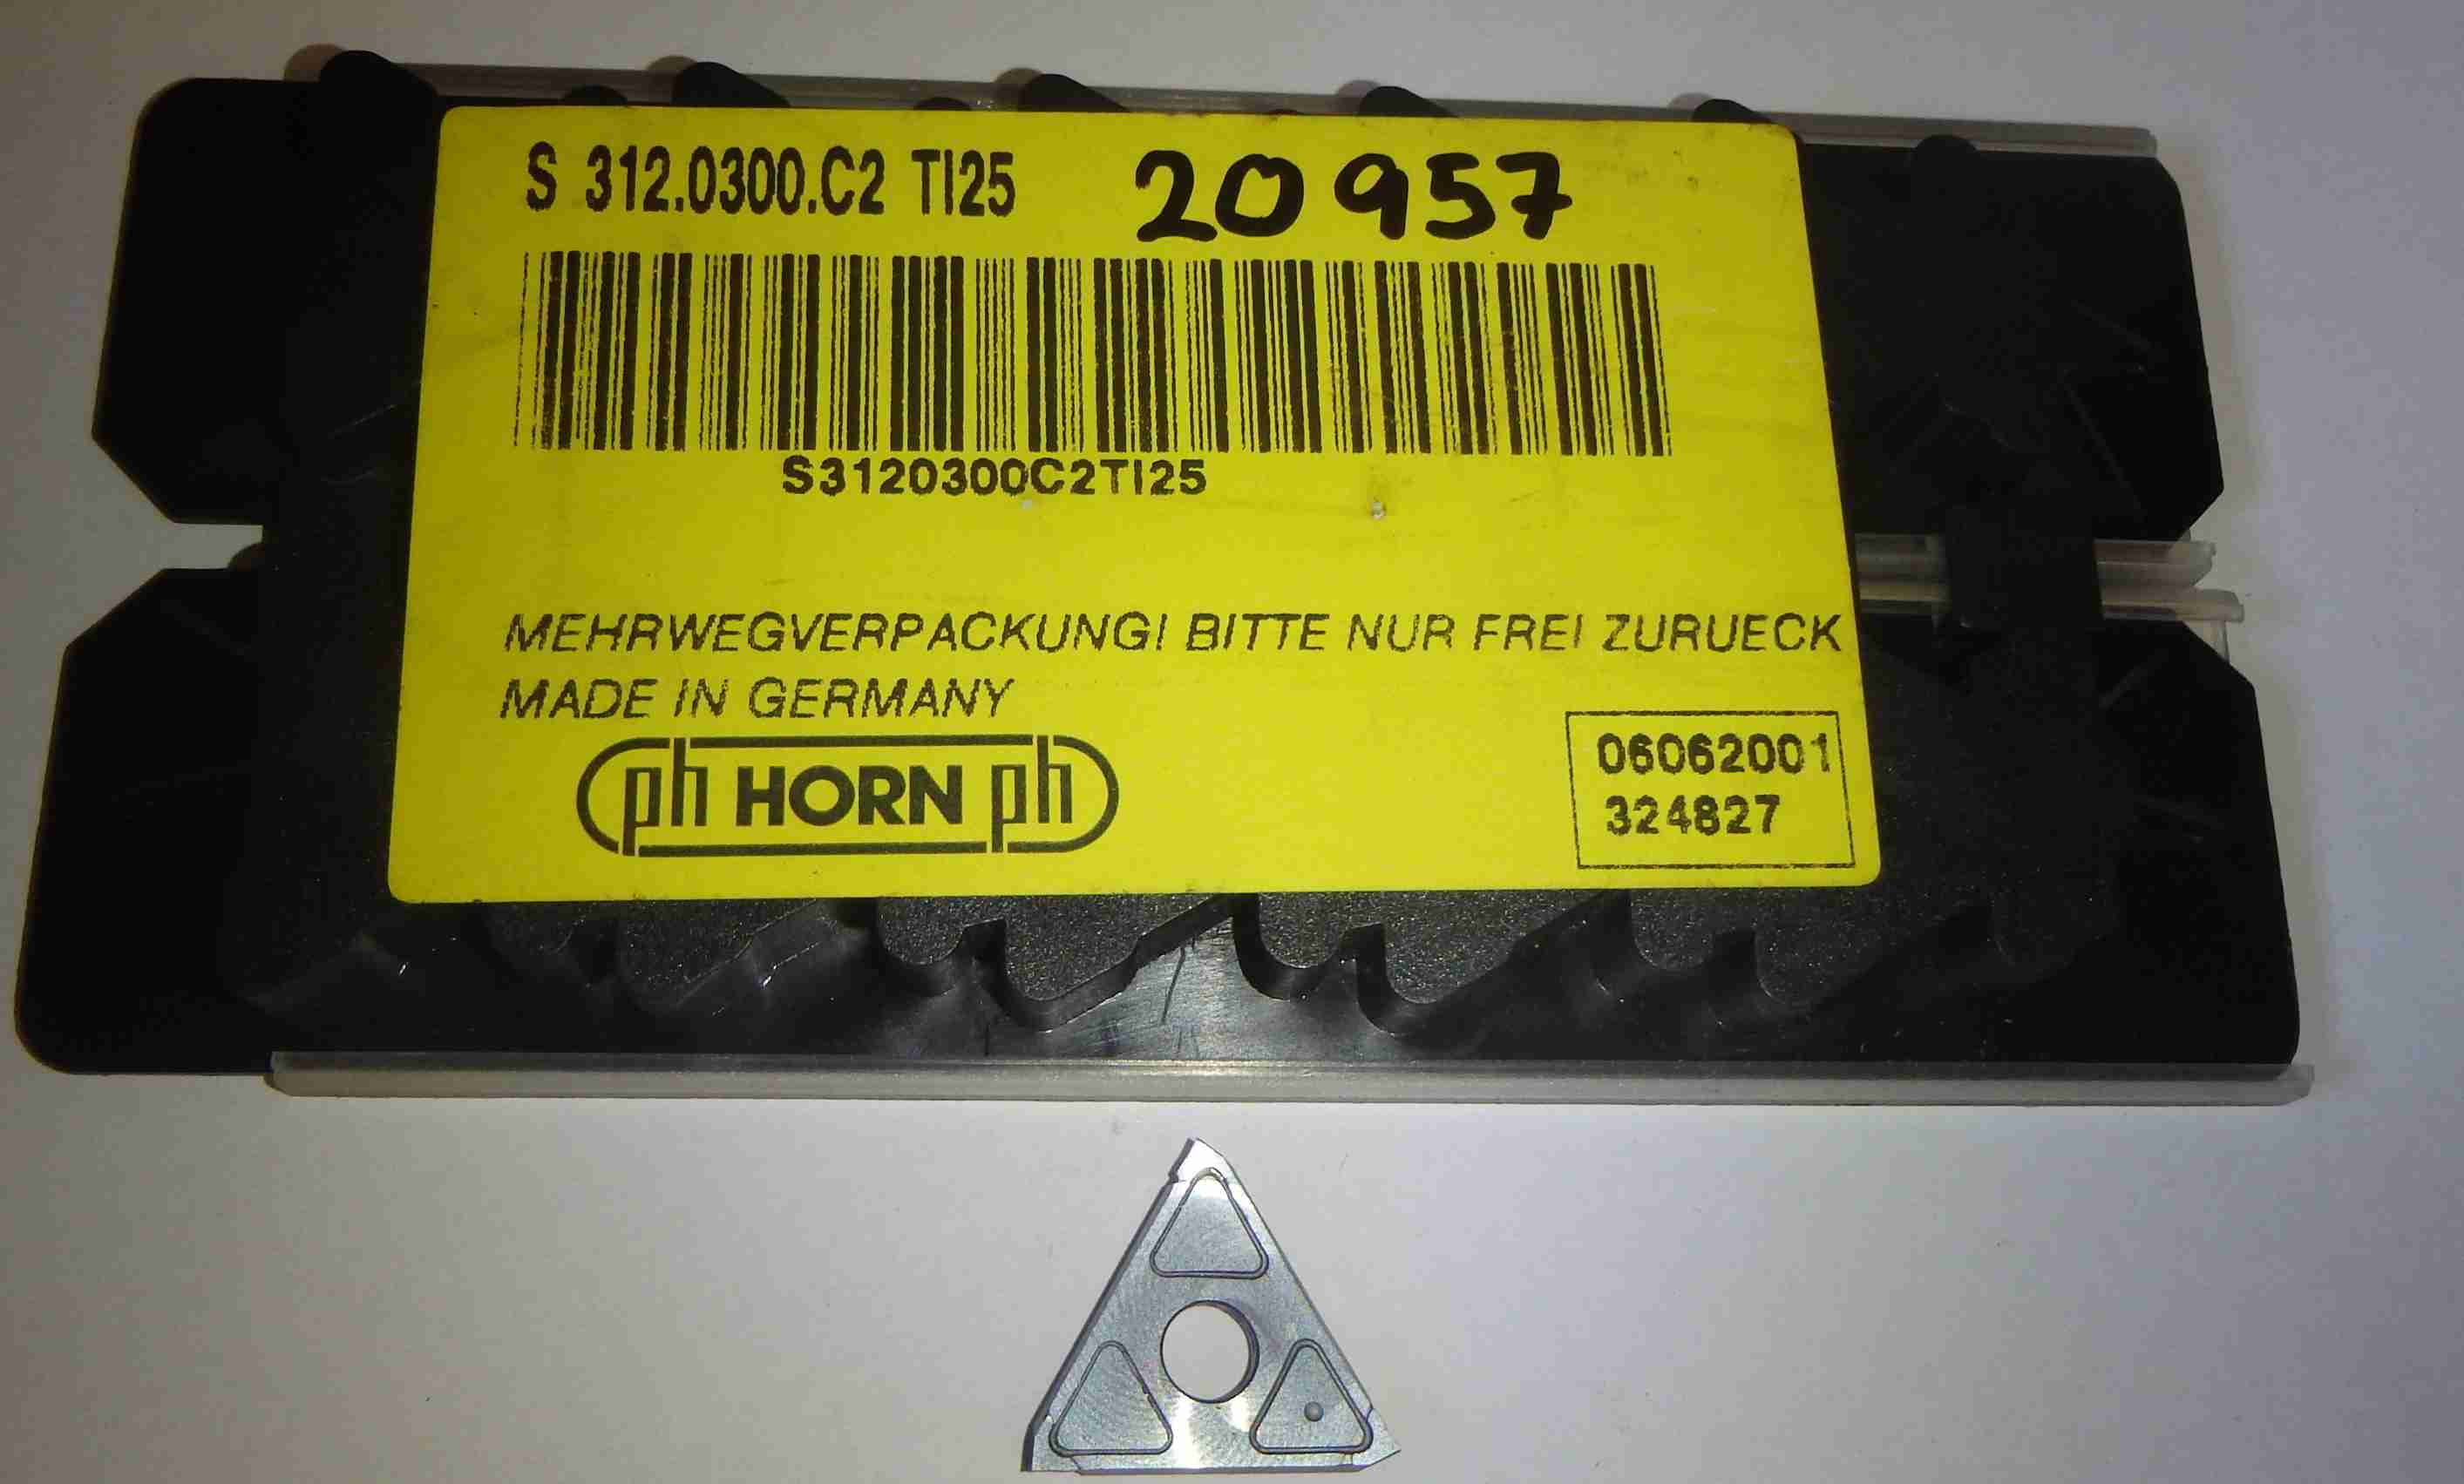 S 312.0300.C2 TI25 20957
S3120300C2TI25
MEHRWEGVERPACKUNG! BITTE NUR FREI ZURUECK
MADE IN GERMANY
ph HORN ph
06062001
324827